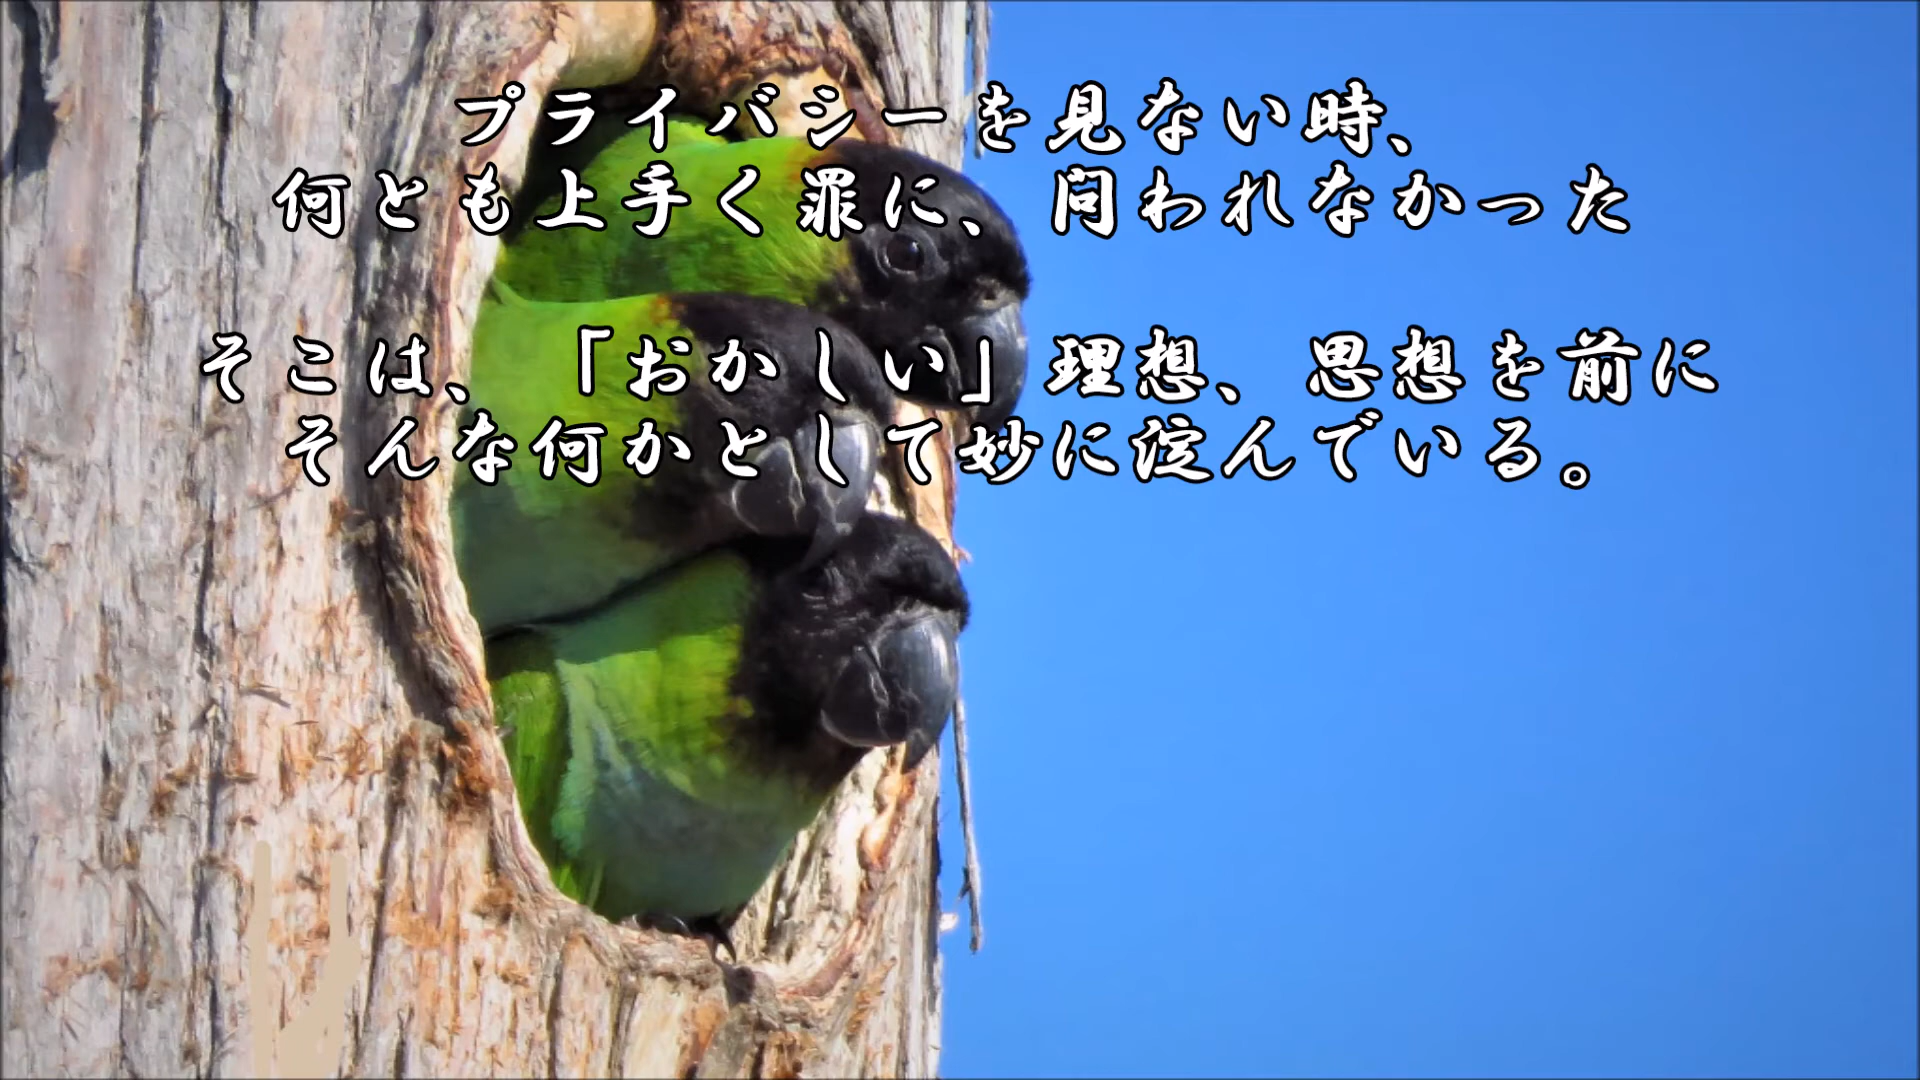 プライバシーを見ない時、
何とも上手く罪に、問われなかった
そこは、「おかしい」理想、思想を前に
そんな何かとして妙に淀んでいる。